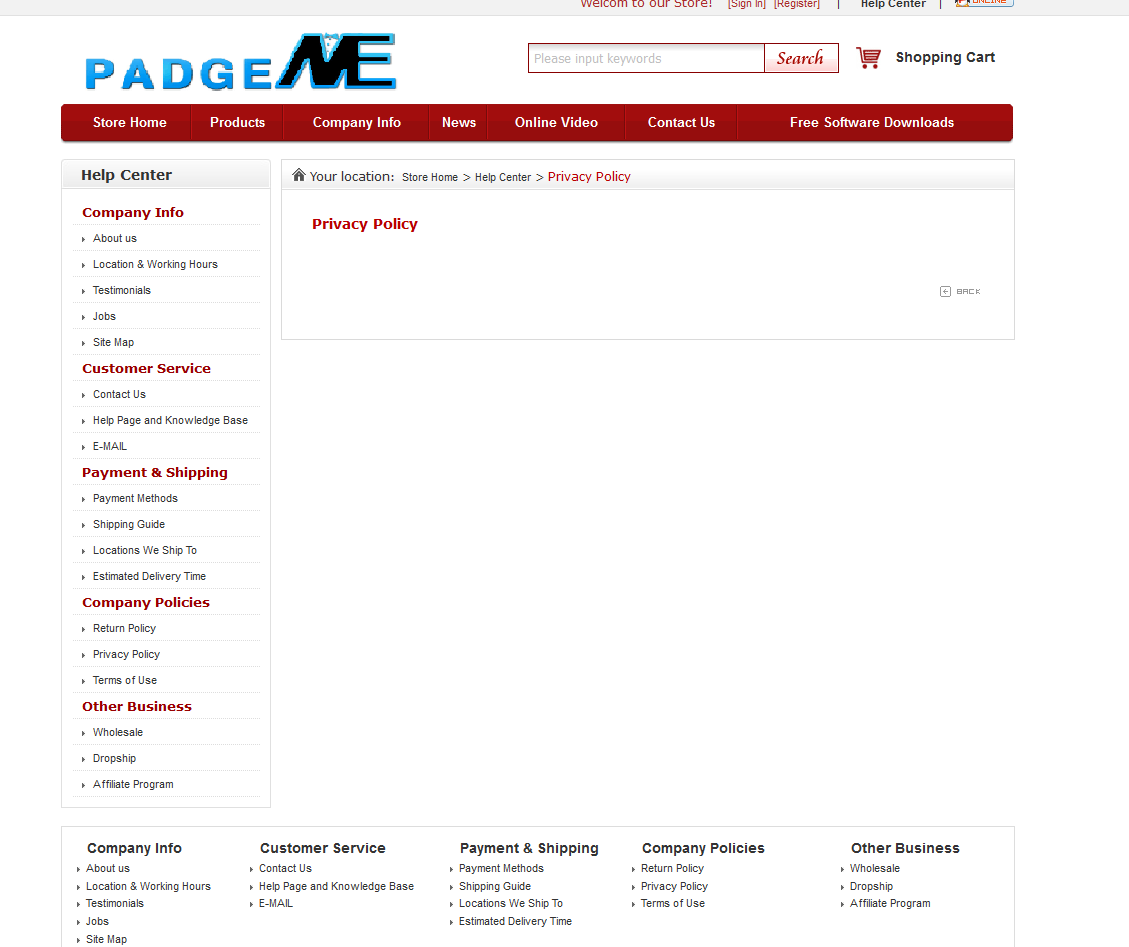 Welcom to our Store! [Sign In] [Register] | Help Center | ONLINE
PADGENE
Please input keywords Search Shopping Cart
Store Home Products Company Info News Online Video Contact Us Free Software Downloads
Help Center
Company Info
About us
Location & Working Hours
Testimonials
Jobs
Site Map
Customer Service
Contact Us
Help Page and Knowledge Base
E-MAIL
Payment & Shipping
Payment Methods
Shipping Guide
Locations We Ship To
Estimated Delivery Time
Company Policies
Return Policy
Privacy Policy
Terms of Use
Other Business
Wholesale
Dropship
Affiliate Program
Your location: Store Home > Help Center > Privacy Policy
Privacy Policy
BACK
Company Info
About us
Location & Working Hours
Testimonials
Jobs
Site Map
Customer Service
Contact Us
Help Page and Knowledge Base
E-MAIL
Payment & Shipping
Payment Methods
Shipping Guide
Locations We Ship To
Estimated Delivery Time
Company Policies
Return Policy
Privacy Policy
Terms of Use
Other Business
Wholesale
Dropship
Affiliate Program